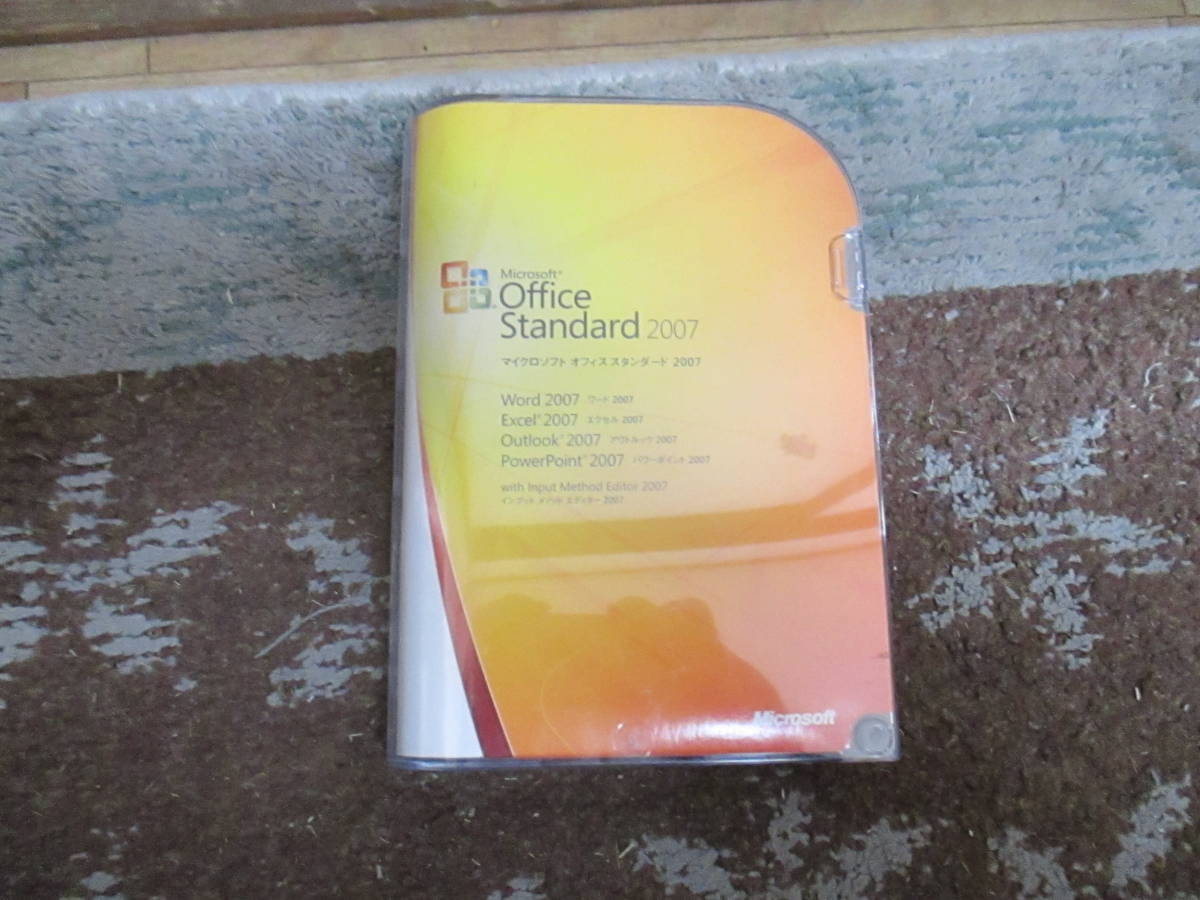 Microsoft®
Office
Standard 2007
マイクロソフト オフィス スタンダード 2007
Word 2007 ワード 2007
Excel® 2007 エクセル 2007
Outlook® 2007 アウトルック 2007
PowerPoint® 2007 パワーポイント 2007
with Input Method Editor 2007
インプット メソッド エディター 2007
Microsoft